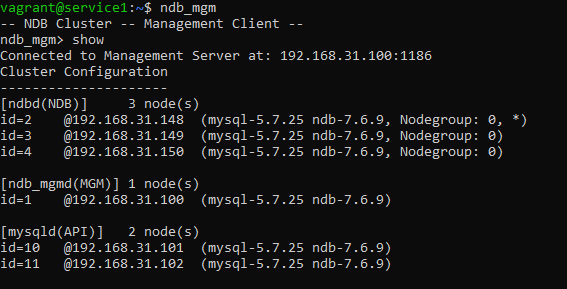 vagrant@service1:~$ ndb_mgm
-- NDB Cluster -- Management Client --
ndb_mgm> show
Connected to Management Server at: 192.168.31.100:1186
Cluster Configuration
---------------------
[ndbd(NDB)]     3 node(s)
id=2    @192.168.31.148  (mysql-5.7.25 ndb-7.6.9, Nodegroup: 0, *)
id=3    @192.168.31.149  (mysql-5.7.25 ndb-7.6.9, Nodegroup: 0)
id=4    @192.168.31.150  (mysql-5.7.25 ndb-7.6.9, Nodegroup: 0)

[ndb_mgmd(MGM)] 1 node(s)
id=1    @192.168.31.100  (mysql-5.7.25 ndb-7.6.9)

[mysqld(API)]   2 node(s)
id=10   @192.168.31.101  (mysql-5.7.25 ndb-7.6.9)
id=11   @192.168.31.102  (mysql-5.7.25 ndb-7.6.9)